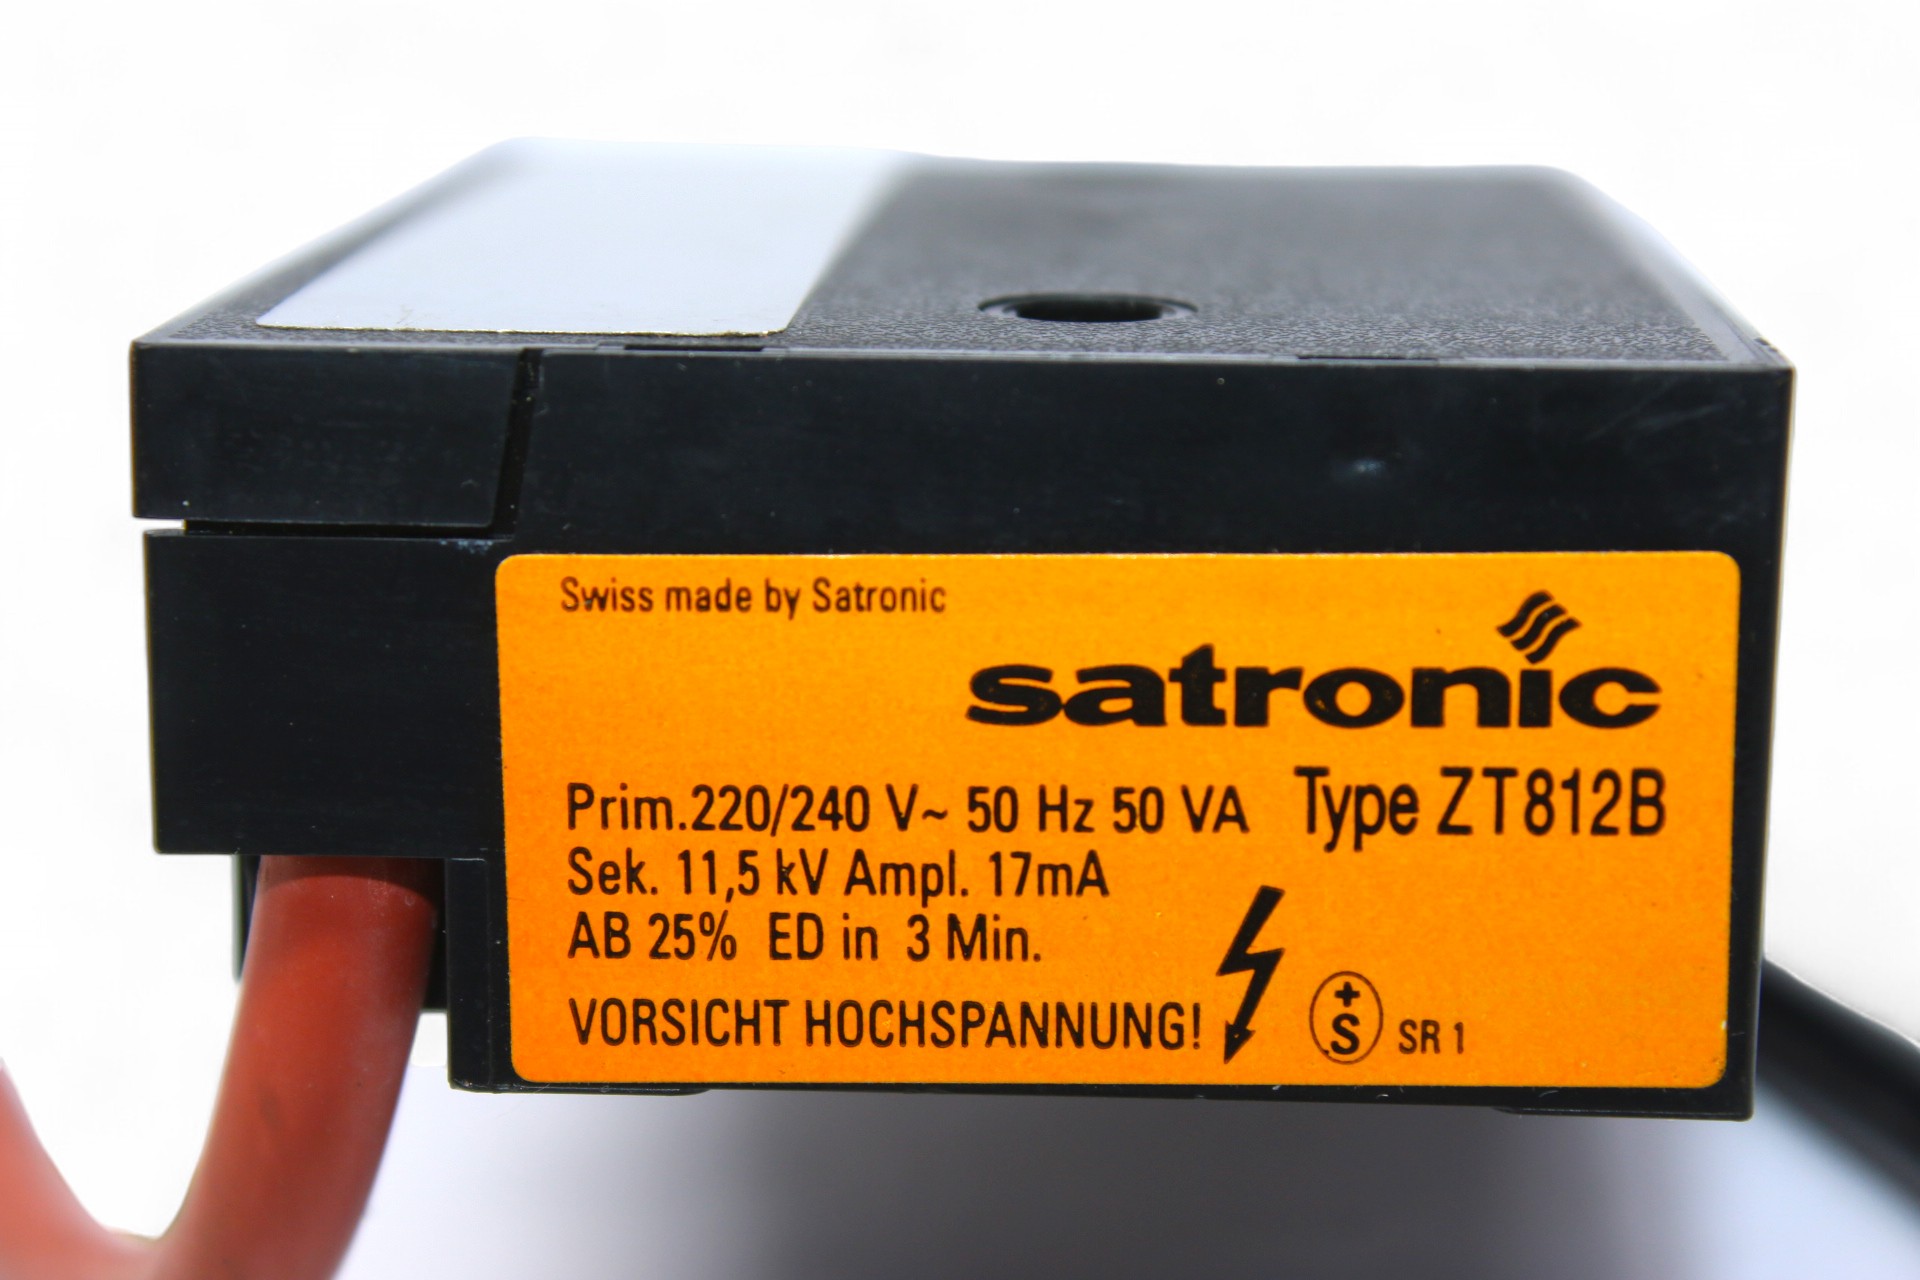 Swiss made by Satronic
satronic
Prim.220/240 V~ 50 Hz 50 VA Type ZT812B
Sek. 11,5 kV Ampl. 17mA
AB 25% ED in 3 Min.
VORSICHT HOCHSPANNUNG!
+
S SR 1